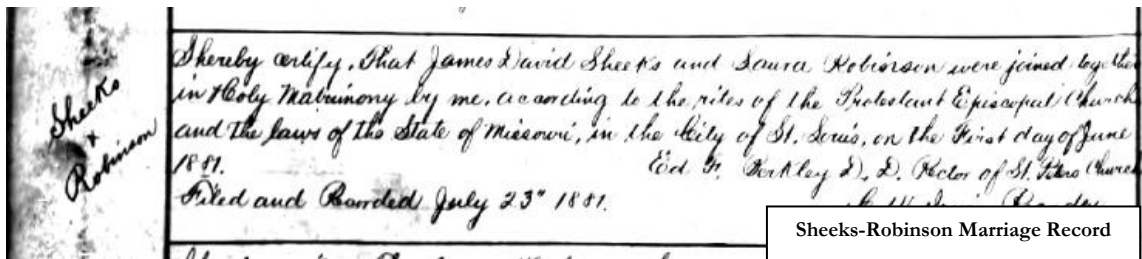 Sheeks
&
Robinson
I hereby certify, That James David Sheeks and Laura Robinson were joined together
in Holy Matrimony by me, according to the rites of the Protestant Episcopal Church
and the laws of the State of Missouri, in the City of St. Louis, on the First day of June
1881. Ed. F. Berkley D. D. Rector of St. Peters Church
Filed and Recorded July 23" 1881.
Sheeks-Robinson Marriage Record